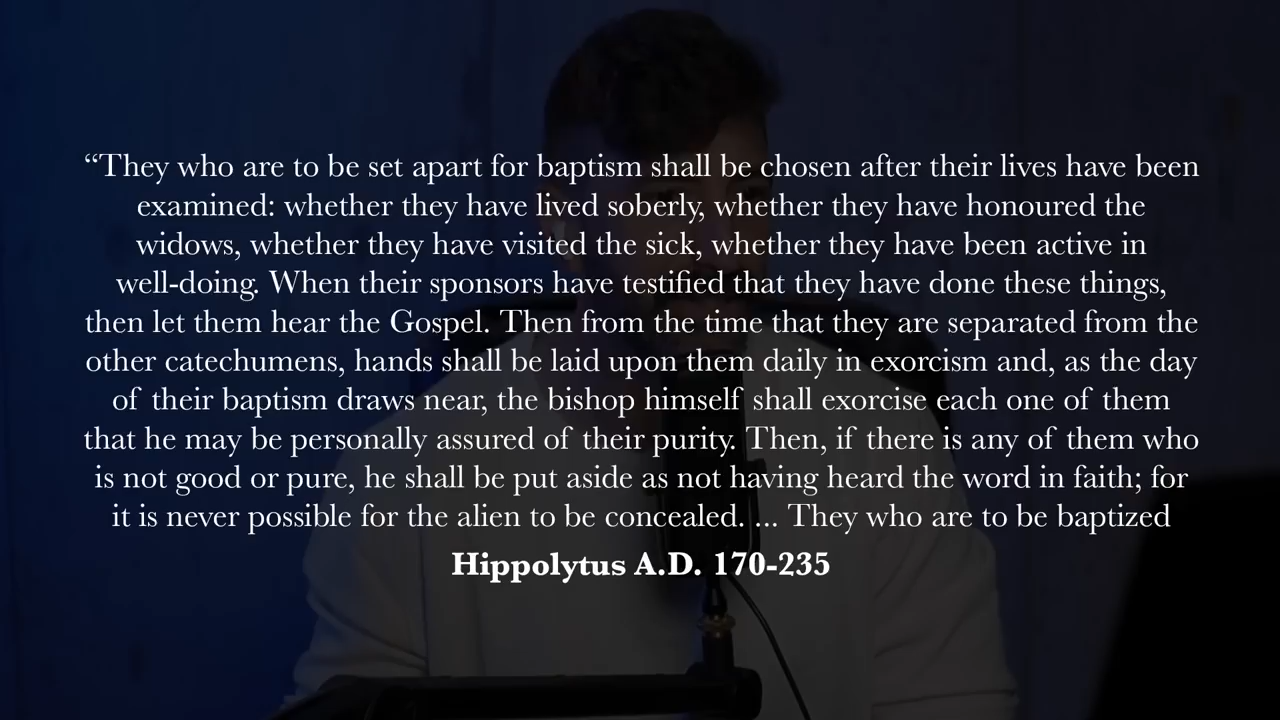 “They who are to be set apart for baptism shall be chosen after their lives have been
examined: whether they have lived soberly, whether they have honoured the
widows, whether they have visited the sick, whether they have been active in
well-doing. When their sponsors have testified that they have done these things,
then let them hear the Gospel. Then from the time that they are separated from the
other catechumens, hands shall be laid upon them daily in exorcism and, as the day
of their baptism draws near, the bishop himself shall exorcise each one of them
that he may be personally assured of their purity. Then, if there is any of them who
is not good or pure, he shall be put aside as not having heard the word in faith; for
it is never possible for the alien to be concealed. ... They who are to be baptized
Hippolytus A.D. 170-235